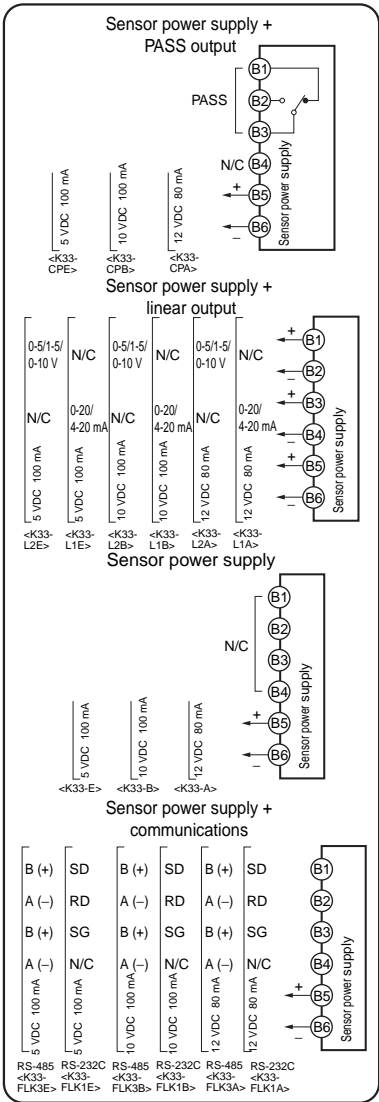 Sensor power supply +
PASS output
B1
PASS
B2
B3
N/C
B4
+
B5
–
B6
Sensor power supply
5 VDC 100 mA
10 VDC 100 mA
12 VDC 80 mA
<K33-
CPE>
<K33-
CPB>
<K33-
CPA>
Sensor power supply +
linear output
0-5/1-5/
0-10 V
N/C
0-5/1-5/
0-10 V
N/C
0-5/1-5/
0-10 V
N/C
N/C
0-20/
4-20 mA
N/C
0-20/
4-20 mA
N/C
0-20/
4-20 mA
5 VDC 100 mA
5 VDC 100 mA
10 VDC 100 mA
10 VDC 100 mA
12 VDC 80 mA
12 VDC 80 mA
+
B1
–
B2
+
B3
–
B4
+
B5
–
B6
Sensor power supply
<K33-
L2E>
<K33-
L1E>
<K33-
L2B>
<K33-
L1B>
<K33-
L2A>
<K33-
L1A>
Sensor power supply
N/C
B1
B2
B3
B4
+
B5
–
B6
Sensor power supply
5 VDC 100 mA
10 VDC 100 mA
12 VDC 80 mA
<K33-E>
<K33-B>
<K33-A>
Sensor power supply +
communications
B (+) SD B (+) SD B (+) SD B1
A (–) RD A (–) RD A (–) RD B2
B (+) SG B (+) SG B (+) SG B3
A (–) N/C A (–) N/C A (–) N/C B4
+
B5
–
B6
Sensor power supply
5 VDC 100 mA
5 VDC 100 mA
10 VDC 100 mA
10 VDC 100 mA
12 VDC 80 mA
12 VDC 80 mA
RS-485
<K33-
FLK3E>
RS-232C
<K33-
FLK1E>
RS-485
<K33-
FLK3B>
RS-232C
<K33-
FLK1B>
RS-485
<K33-
FLK3A>
RS-232C
<K33-
FLK1A>